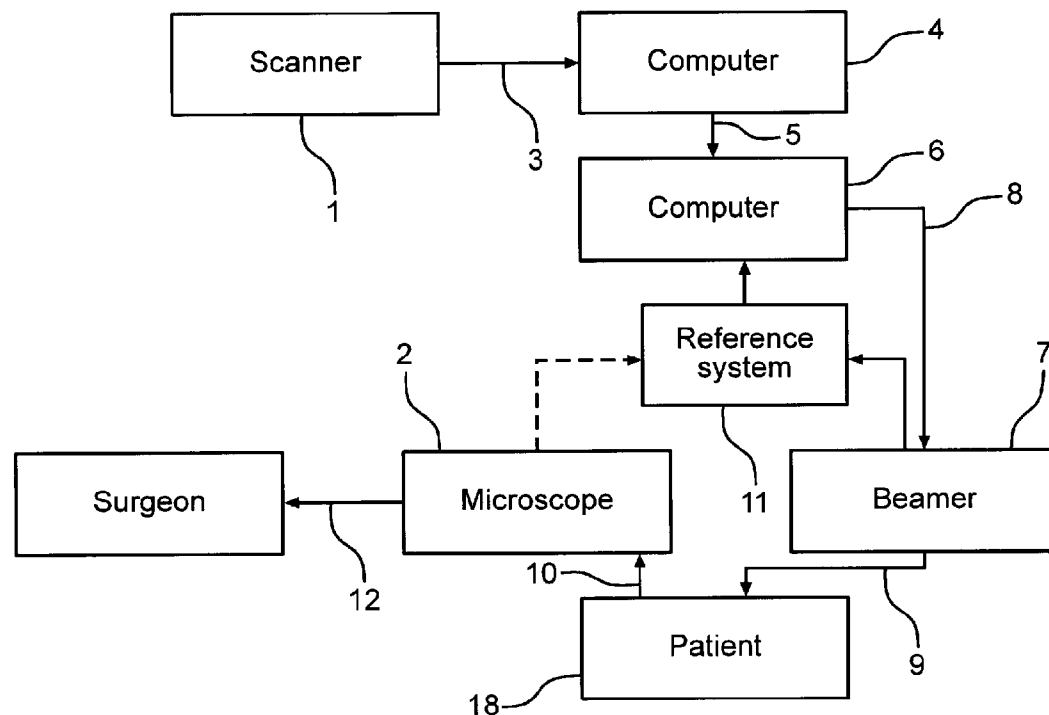 Scanner
Computer
4
3
5
1
6
Computer
8
Reference
system
2
7
Surgeon
Microscope
11
Beamer
10
12
Patient
9
18